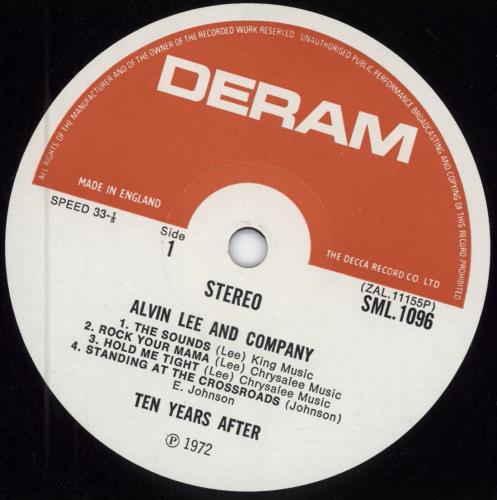 ALL RIGHTS OF THE MANUFACTURER AND OF THE OWNER OF THE RECORDED WORK RESERVED UNAUTHORISED PUBLIC PERFORMANCE BROADCASTING AND COPYING OF THIS RECORD PROHIBITED
DERAM
MADE IN ENGLAND
THE DECCA RECORD CO LTD.
SPEED 33-⅓
Side
1
STEREO
(ZAL.11155P)
SML.1096
ALVIN LEE AND COMPANY
1. THE SOUNDS (Lee) King Music
2. ROCK YOUR MAMA (Lee) Chrysalee Music
3. HOLD ME TIGHT (Lee) Chrysalee Music
4. STANDING AT THE CROSSROADS (Johnson)
E. Johnson
TEN YEARS AFTER
℗ 1972